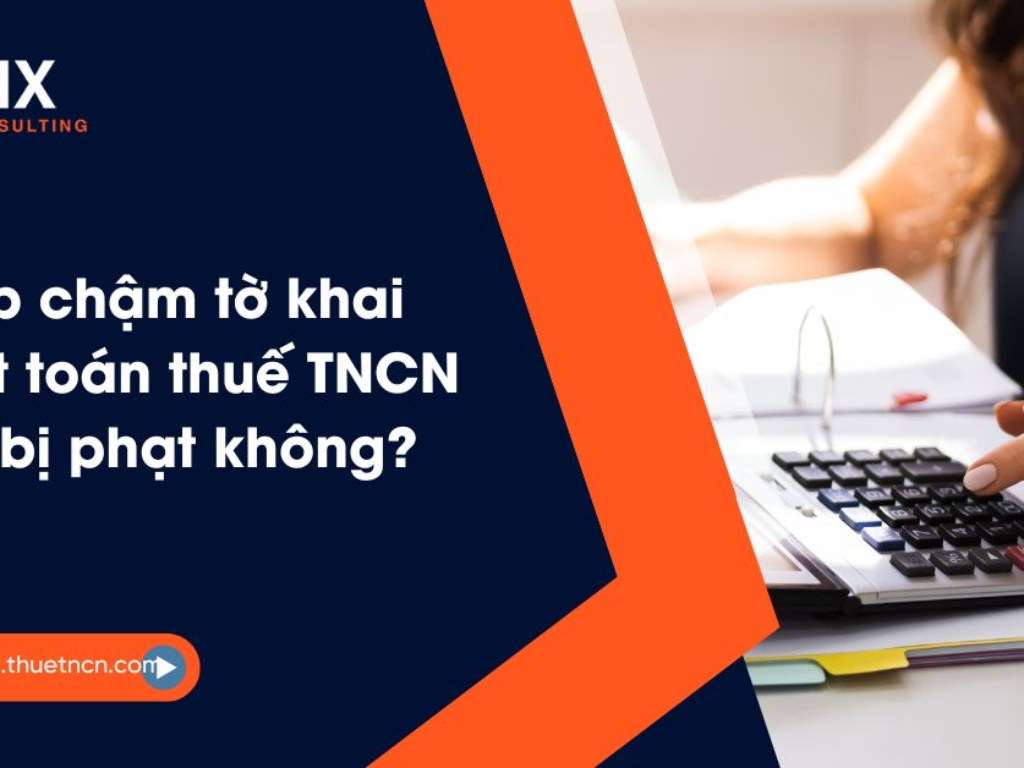 IX
SULTING
p chậm tờ khai
t toán thuế TNCN
bị phạt không?
.thuetncn.com